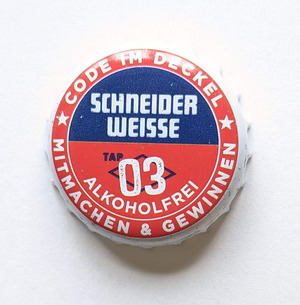 CODE IM DECKEL
SCHNEIDER
WEISSE
TAP
03
ALKOHOLFREI
MITMACHEN & GEWINNEN